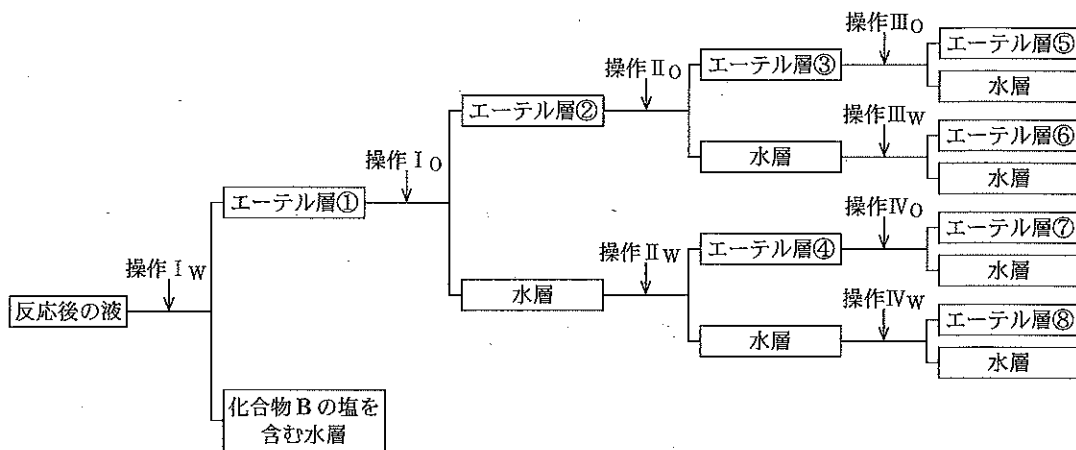 操作ⅢO
エーテル層⑤
操作ⅡO
エーテル層③
水層
エーテル層②
操作ⅢW
エーテル層⑥
操作ⅠO
水層
水層
エーテル層①
操作ⅣO
エーテル層⑦
操作ⅠW
操作ⅡW
エーテル層④
水層
反応後の液
水層
操作ⅣW
エーテル層⑧
水層
水層
化合物Bの塩を
含む水層